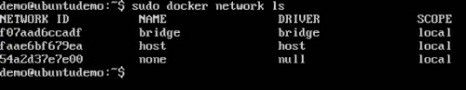 demo@ubuntudemo:~$ sudo docker network ls
NETWORK ID NAME DRIVER SCOPE
f07aad6ccadf bridge bridge local
faae6bf679ea host host local
54a2d37e7e00 none null local
demo@ubuntudemo:~$